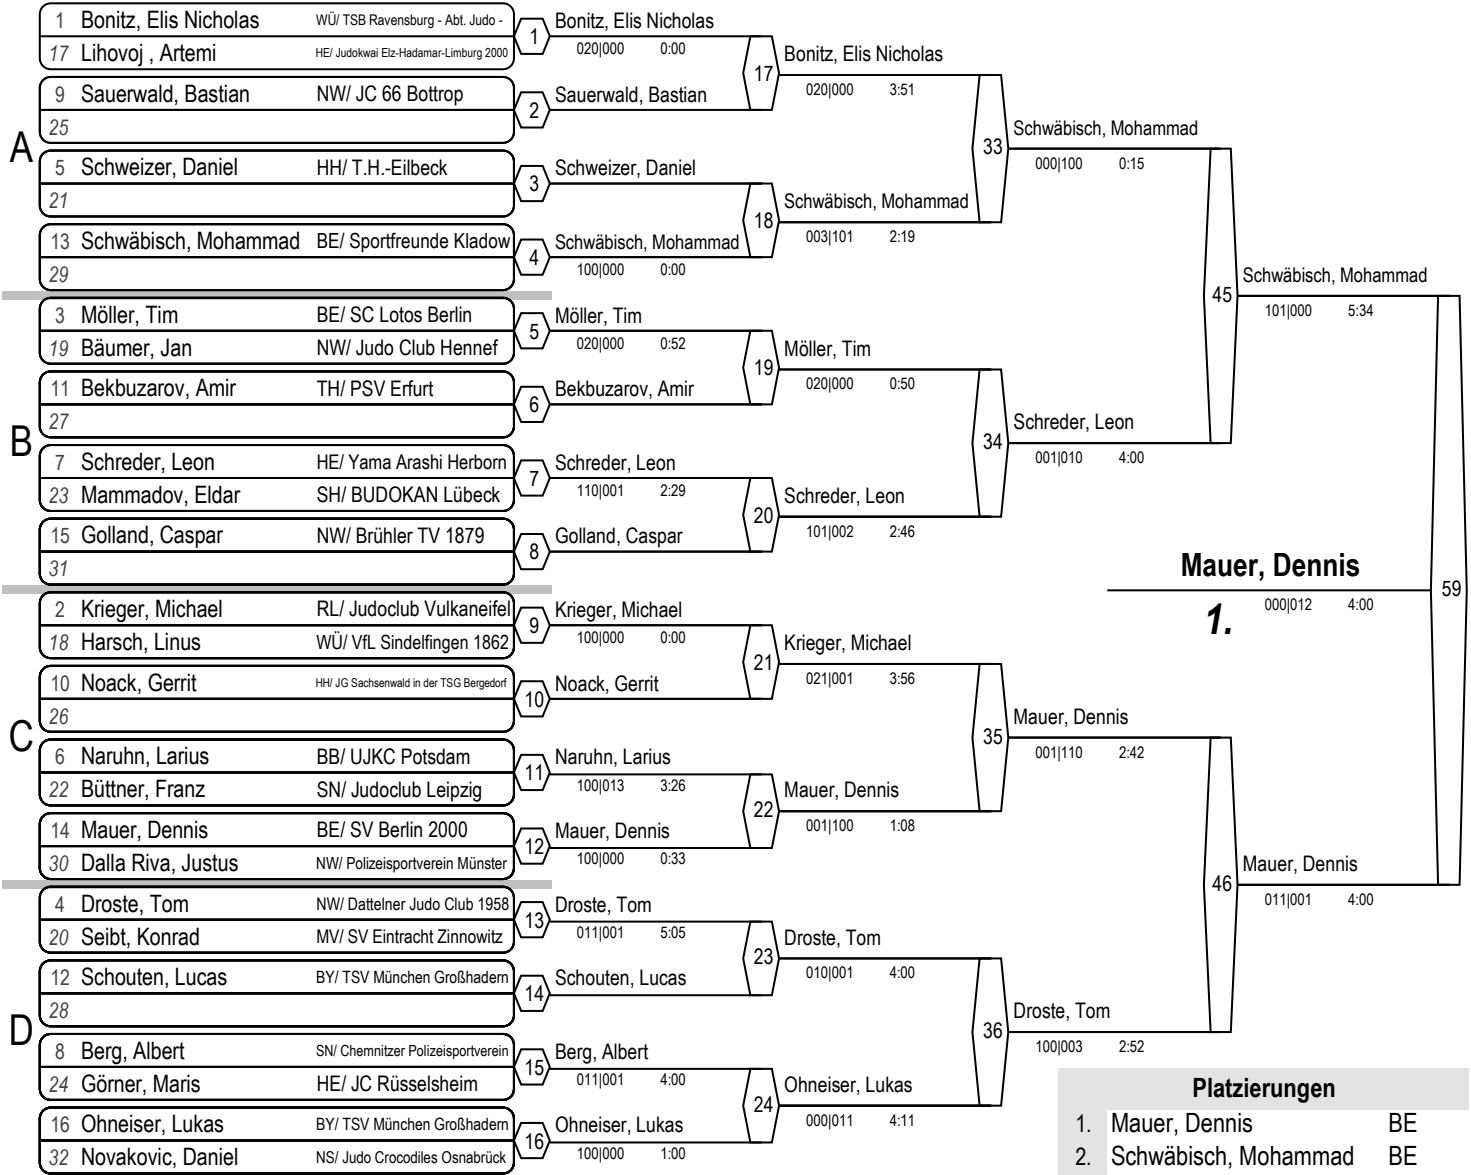 1 Bonitz, Elis Nicholas WÜ/ TSB Ravensburg - Abt. Judo -
17 Lihovoj , Artemi HE/ Judokwai Elz-Hadamar-Limburg 2000
1
Bonitz, Elis Nicholas
020|000 0:00
17
Bonitz, Elis Nicholas
020|000 3:51
9 Sauerwald, Bastian NW/ JC 66 Bottrop
25
2
Sauerwald, Bastian
A
33
Schwäbisch, Mohammad
000|100 0:15
5 Schweizer, Daniel HH/ T.H.-Eilbeck
21
3
Schweizer, Daniel
18
Schwäbisch, Mohammad
003|101 2:19
13 Schwäbisch, Mohammad BE/ Sportfreunde Kladow
29
4
Schwäbisch, Mohammad
100|000 0:00
45
Schwäbisch, Mohammad
101|000 5:34
3 Möller, Tim BE/ SC Lotos Berlin
19 Bäumer, Jan NW/ Judo Club Hennef
5
Möller, Tim
020|000 0:52
19
Möller, Tim
020|000 0:50
11 Bekbuzarov, Amir TH/ PSV Erfurt
27
6
Bekbuzarov, Amir
B
34
Schreder, Leon
001|010 4:00
7 Schreder, Leon HE/ Yama Arashi Herborn
23 Mammadov, Eldar SH/ BUDOKAN Lübeck
7
Schreder, Leon
110|001 2:29
20
Schreder, Leon
101|002 2:46
15 Golland, Caspar NW/ Brühler TV 1879
31
8
Golland, Caspar
Mauer, Dennis
1. 000|012 4:00
59
2 Krieger, Michael RL/ Judoclub Vulkaneifel
18 Harsch, Linus WÜ/ VfL Sindelfingen 1862
9
Krieger, Michael
100|000 0:00
21
Krieger, Michael
021|001 3:56
10 Noack, Gerrit HH/ JG Sachsenwald in der TSG Bergedorf
26
10
Noack, Gerrit
C
35
Mauer, Dennis
001|110 2:42
6 Naruhn, Larius BB/ UJKC Potsdam
22 Büttner, Franz SN/ Judoclub Leipzig
11
Naruhn, Larius
100|013 3:26
22
Mauer, Dennis
001|100 1:08
14 Mauer, Dennis BE/ SV Berlin 2000
30 Dalla Riva, Justus NW/ Polizeisportverein Münster
12
Mauer, Dennis
100|000 0:33
46
Mauer, Dennis
011|001 4:00
4 Droste, Tom NW/ Dattelner Judo Club 1958
20 Seibt, Konrad MV/ SV Eintracht Zinnowitz
13
Droste, Tom
011|001 5:05
23
Droste, Tom
010|001 4:00
12 Schouten, Lucas BY/ TSV München Großhadern
28
14
Schouten, Lucas
D
36
Droste, Tom
100|003 2:52
8 Berg, Albert SN/ Chemnitzer Polizeisportverein
24 Görner, Maris HE/ JC Rüsselsheim
15
Berg, Albert
011|001 4:00
24
Ohneiser, Lukas
000|011 4:11
16 Ohneiser, Lukas BY/ TSV München Großhadern
32 Novakovic, Daniel NS/ Judo Crocodiles Osnabrück
16
Ohneiser, Lukas
100|000 1:00
Platzierungen
1. Mauer, Dennis BE
2. Schwäbisch, Mohammad BE